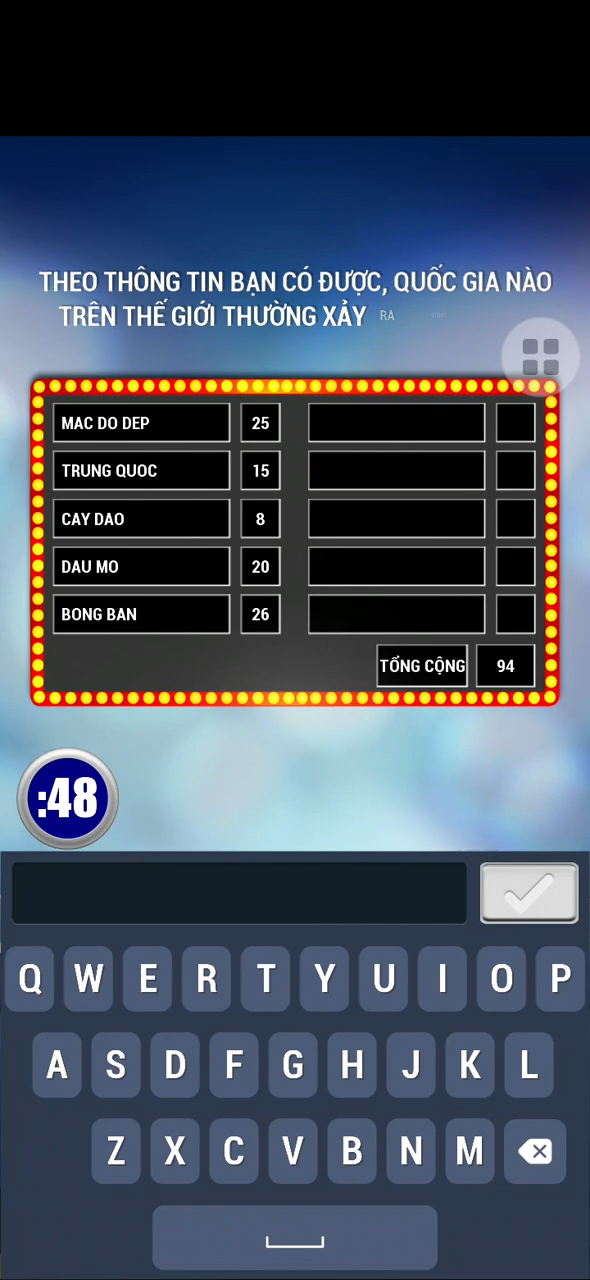 THEO THÔNG TIN BẠN CÓ ĐƯỢC, QUỐC GIA NÀO
TRÊN THẾ GIỚI THƯỜNG XẢY RA
MAC DO DEP 25
TRUNG QUOC 15
CAY DAO 8
DAU MO 20
BONG BAN 26
TỔNG CỘNG 94
:48
Q W E R T Y U I O P
A S D F G H J K L
Z X C V B N M